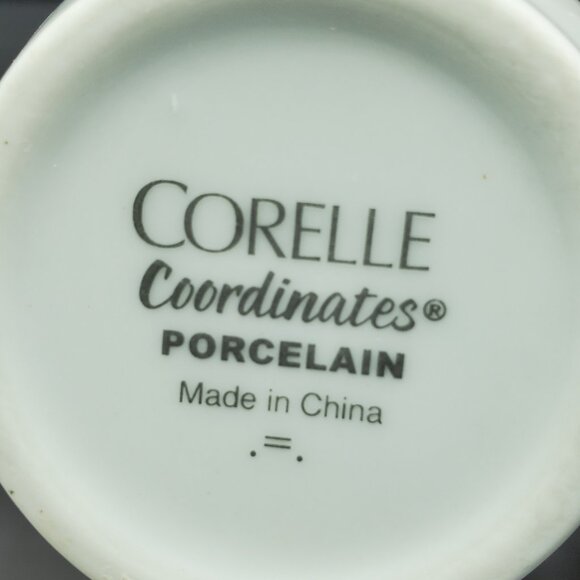 CORELLE
Coordinates®
PORCELAIN
Made in China
.=.